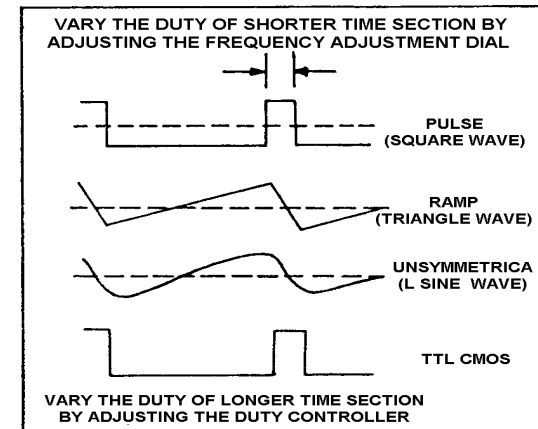 VARY THE DUTY OF SHORTER TIME SECTION BY
ADJUSTING THE FREQUENCY ADJUSTMENT DIAL
PULSE
(SQUARE WAVE)
RAMP
(TRIANGLE WAVE)
UNSYMMETRICA
(L SINE WAVE)
TTL CMOS
VARY THE DUTY OF LONGER TIME SECTION
BY ADJUSTING THE DUTY CONTROLLER